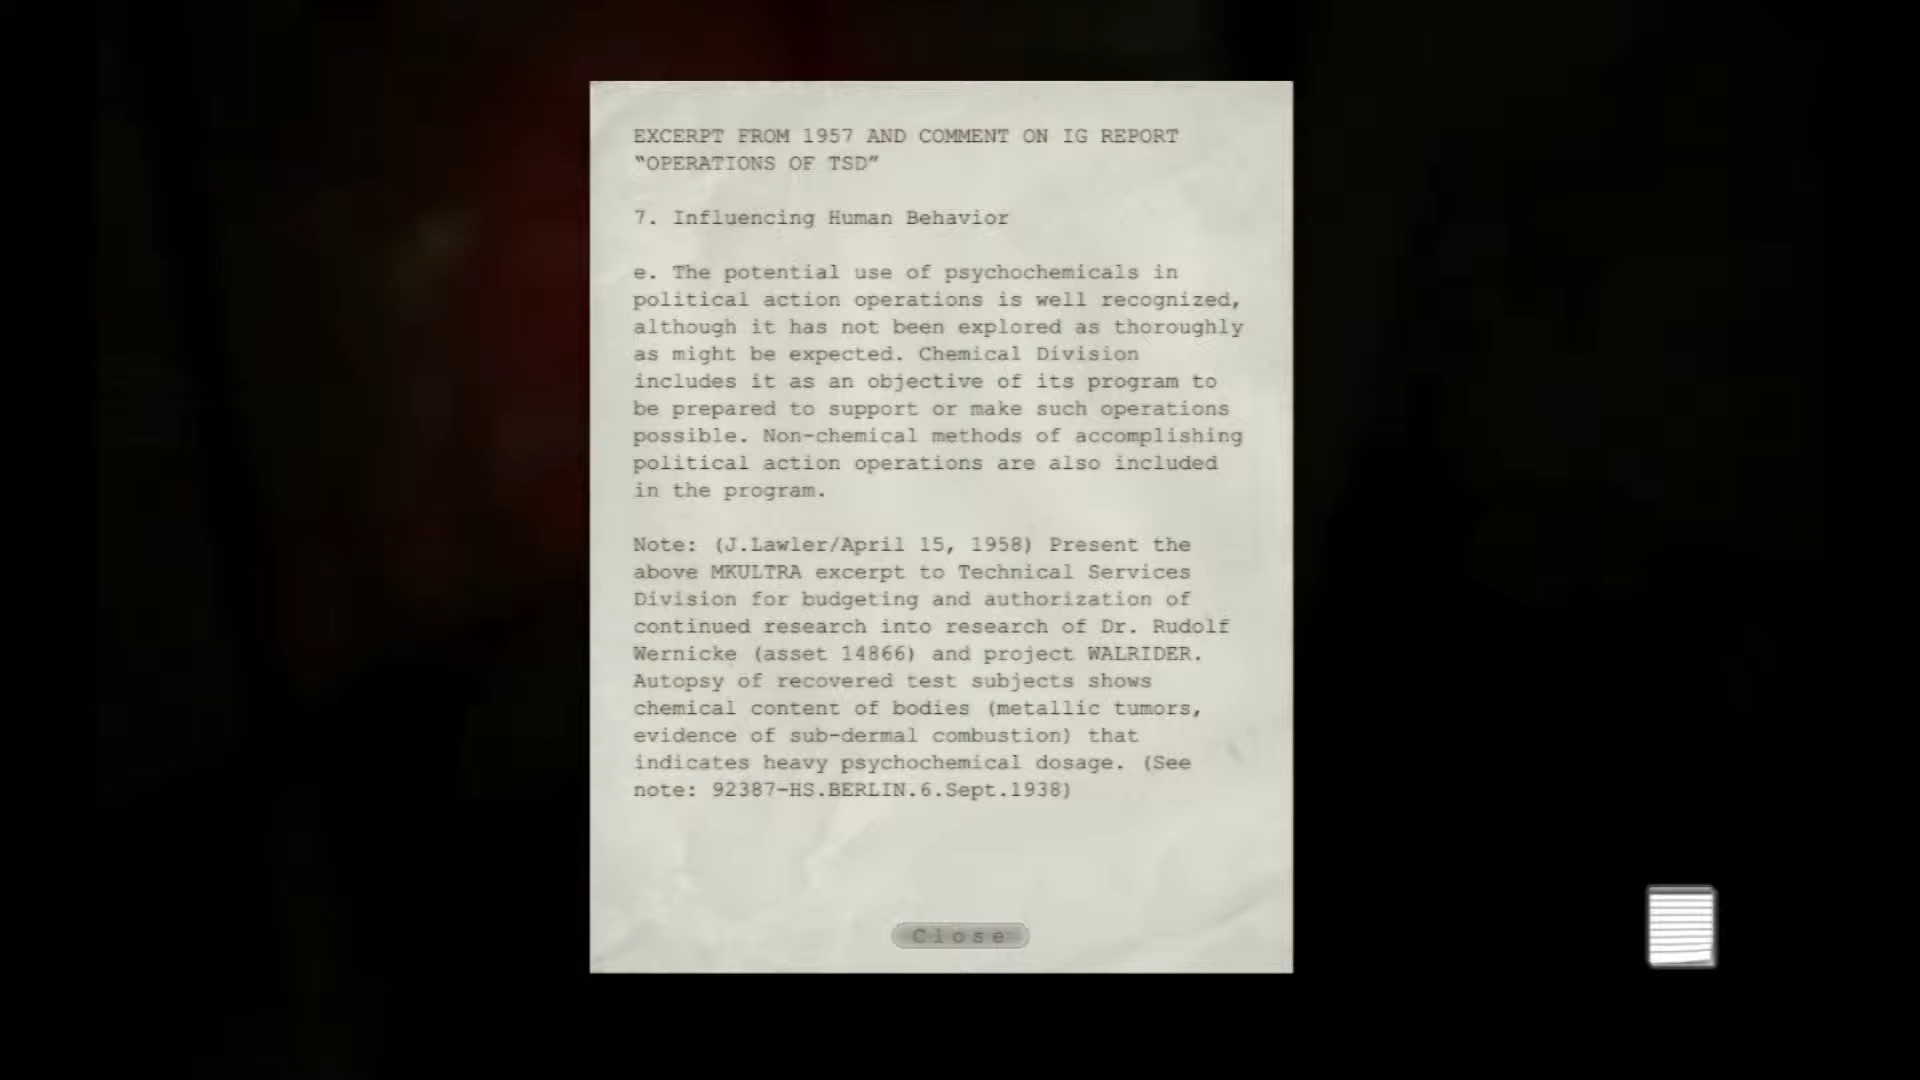 EXCERPT FROM 1957 AND COMMENT ON IG REPORT
“OPERATIONS OF TSD”
7. Influencing Human Behavior
e. The potential use of psychochemicals in
political action operations is well recognized,
although it has not been explored as thoroughly
as might be expected. Chemical Division
includes it as an objective of its program to
be prepared to support or make such operations
possible. Non-chemical methods of accomplishing
political action operations are also included
in the program.
Note: (J.Lawler/April 15, 1958) Present the
above MKULTRA excerpt to Technical Services
Division for budgeting and authorization of
continued research into research of Dr. Rudolf
Wernicke (asset 14866) and project WALRIDER.
Autopsy of recovered test subjects shows
chemical content of bodies (metallic tumors,
evidence of sub-dermal combustion) that
indicates heavy psychochemical dosage. (See
note: 92387-HS.BERLIN.6.Sept.1938)
Close